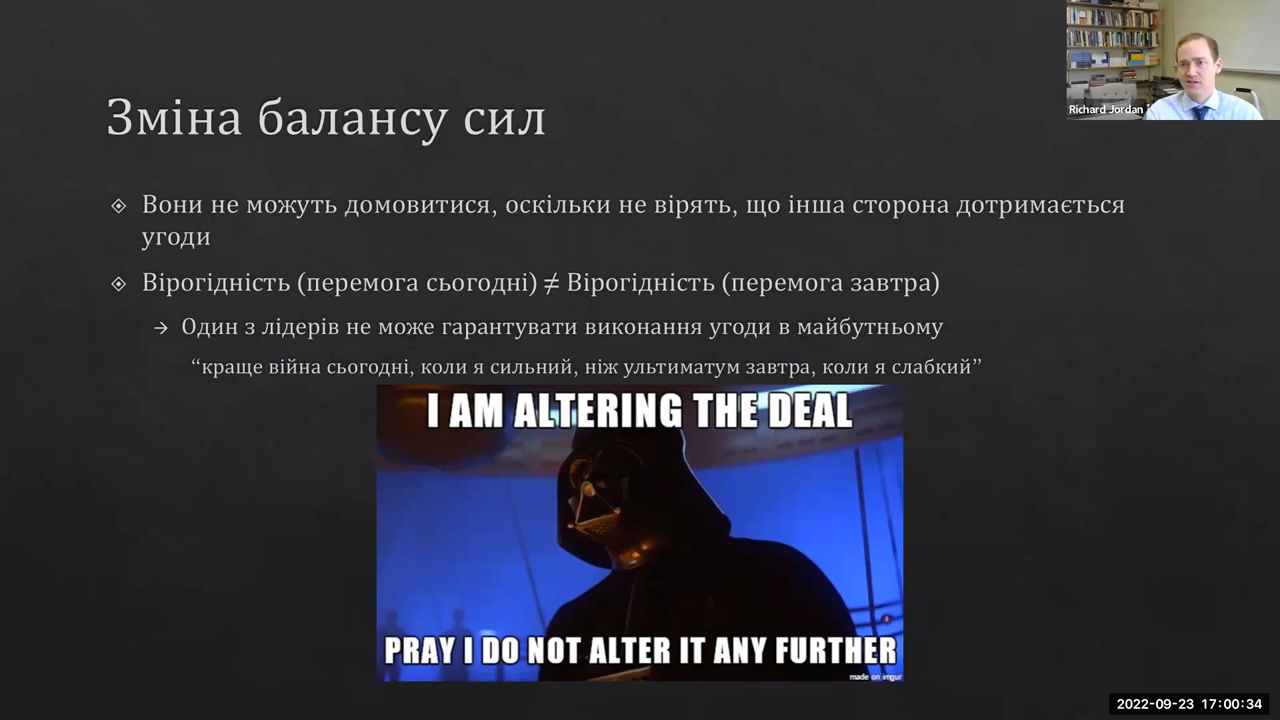 Richard Jordan
Зміна балансу сил
Вони не можуть домовитися, оскільки не вірять, що інша сторона дотримається
угоди
Вірогідність (перемога сьогодні) ≠ Вірогідність (перемога завтра)
→ Один з лідерів не може гарантувати виконання угоди в майбутньому
“краще війна сьогодні, коли я сильний, ніж ультиматум завтра, коли я слабкий”
I AM ALTERING THE DEAL
PRAY I DO NOT ALTER IT ANY FURTHER
made on imgur
2022-09-23 17:00:34